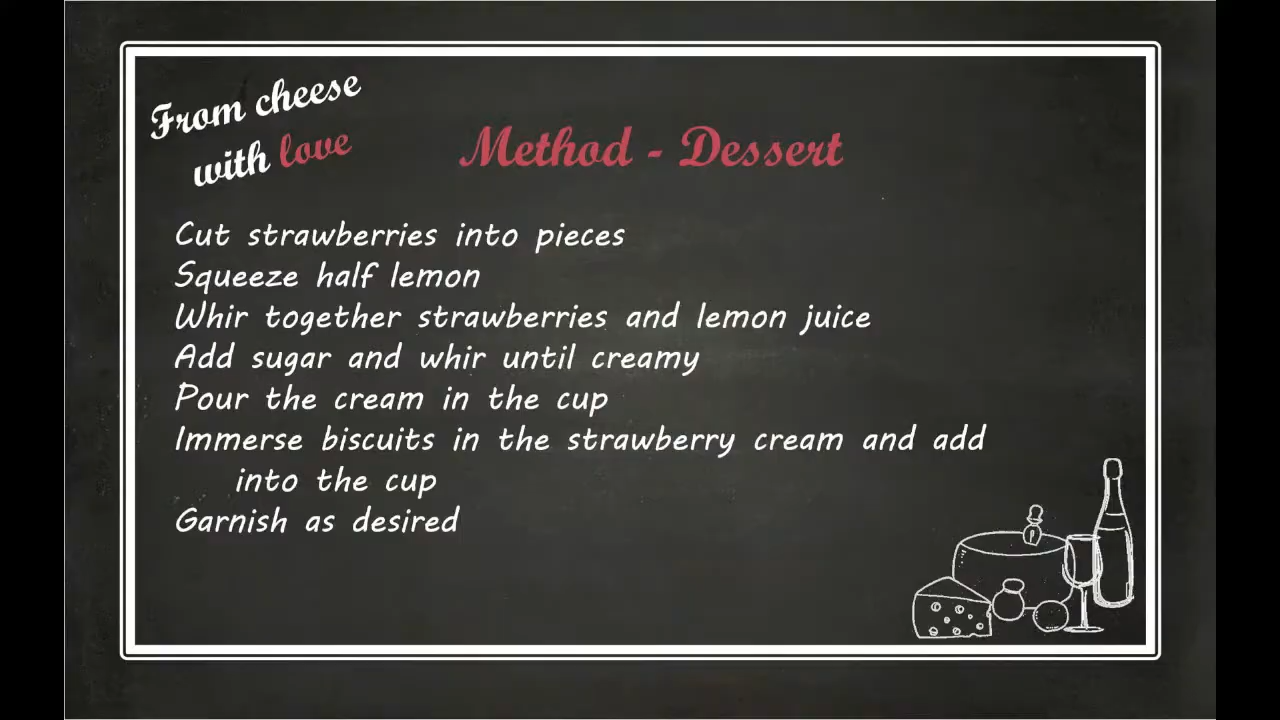 From cheese
with love
Method - Dessert
Cut strawberries into pieces
Squeeze half lemon
Whir together strawberries and lemon juice
Add sugar and whir until creamy
Pour the cream in the cup
Immerse biscuits in the strawberry cream and add
into the cup
Garnish as desired